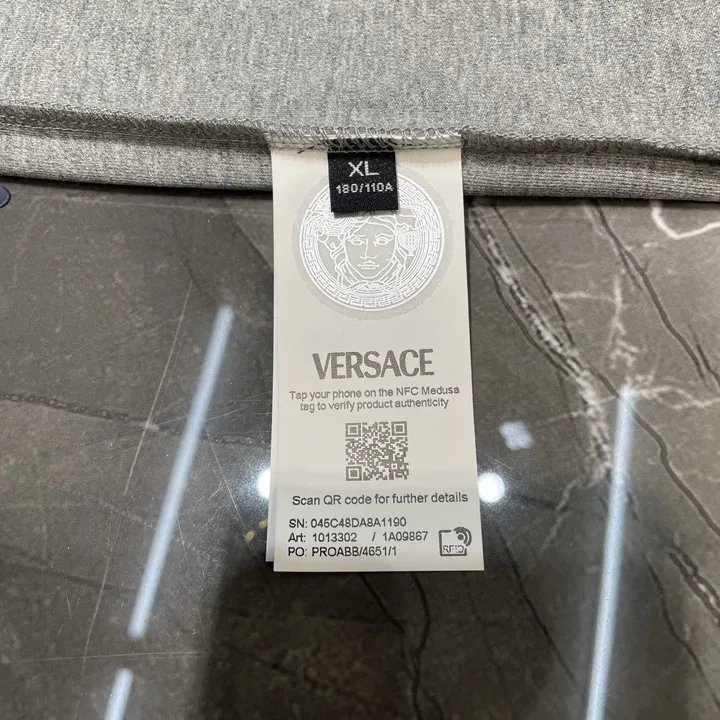 XL
180/110A
VERSACE
Tap your phone on the NFC Medusa
tag to verify product authenticity
Scan QR code for further details
SN: 045C48DA8A1190
Art: 1013302 / 1A09867
PO: PROABB/4651/1
RFID